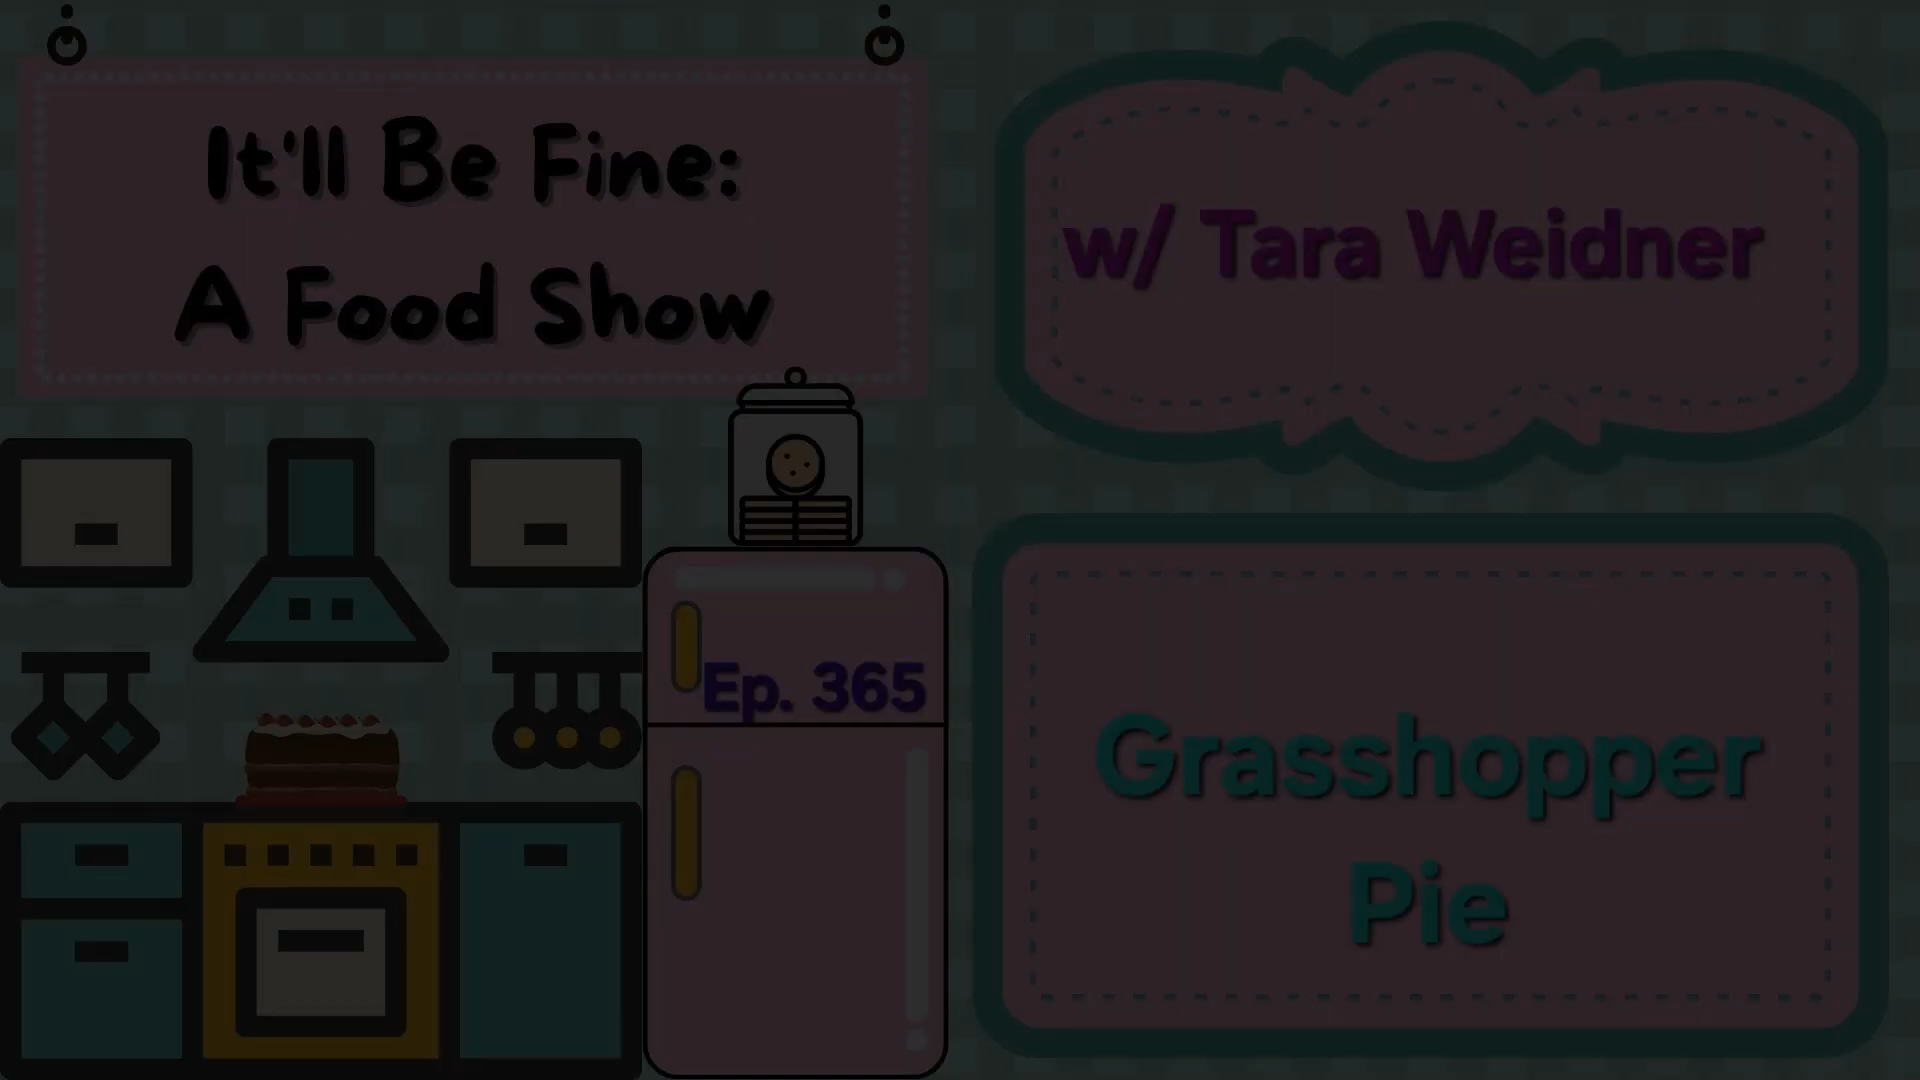 It'll Be Fine:
A Food Show
w/ Tara Weidner
Ep. 365
Grasshopper
Pie